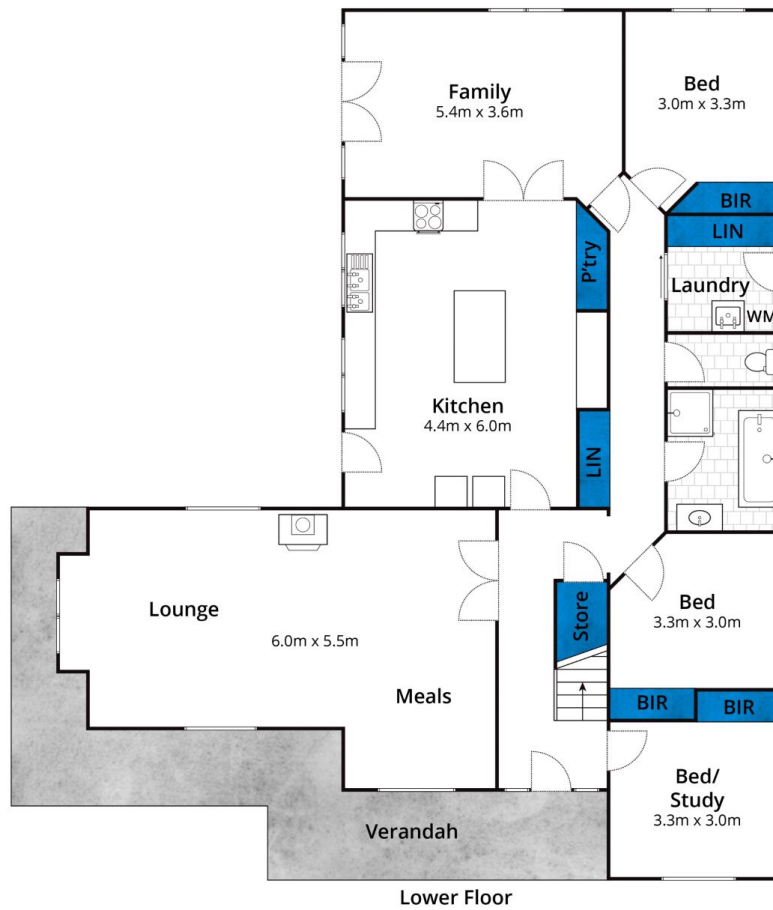 Family
5.4m x 3.6m
Bed
3.0m x 3.3m
BIR
LIN
P'try
Laundry
WM
Kitchen
4.4m x 6.0m
LIN
Lounge
6.0m x 5.5m
Meals
Store
Bed
3.3m x 3.0m
BIR
BIR
Bed/
Study
3.3m x 3.0m
Verandah
Lower Floor